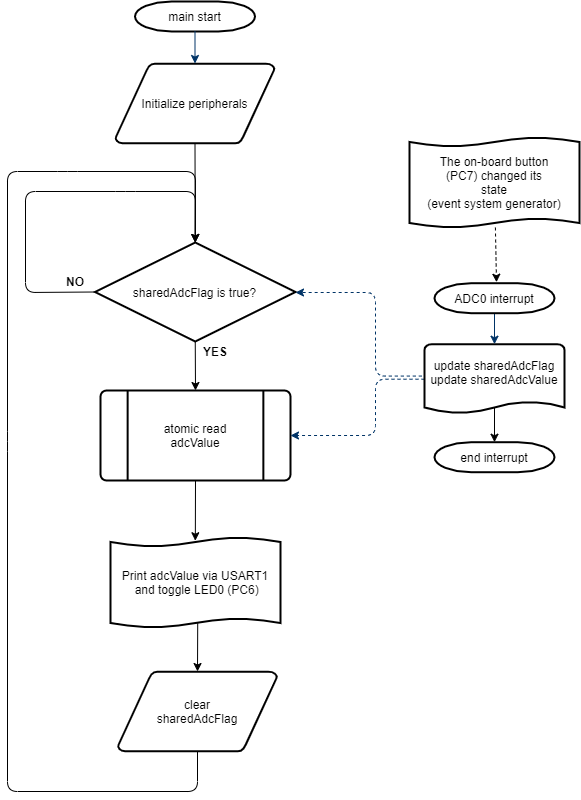 main start
Initialize peripherals
sharedAdcFlag is true?
NO
YES
atomic read
adcValue
Print adcValue via USART1
and toggle LED0 (PC6)
clear
sharedAdcFlag
The on-board button
(PC7) changed its
state
(event system generator)
ADC0 interrupt
update sharedAdcFlag
update sharedAdcValue
end interrupt